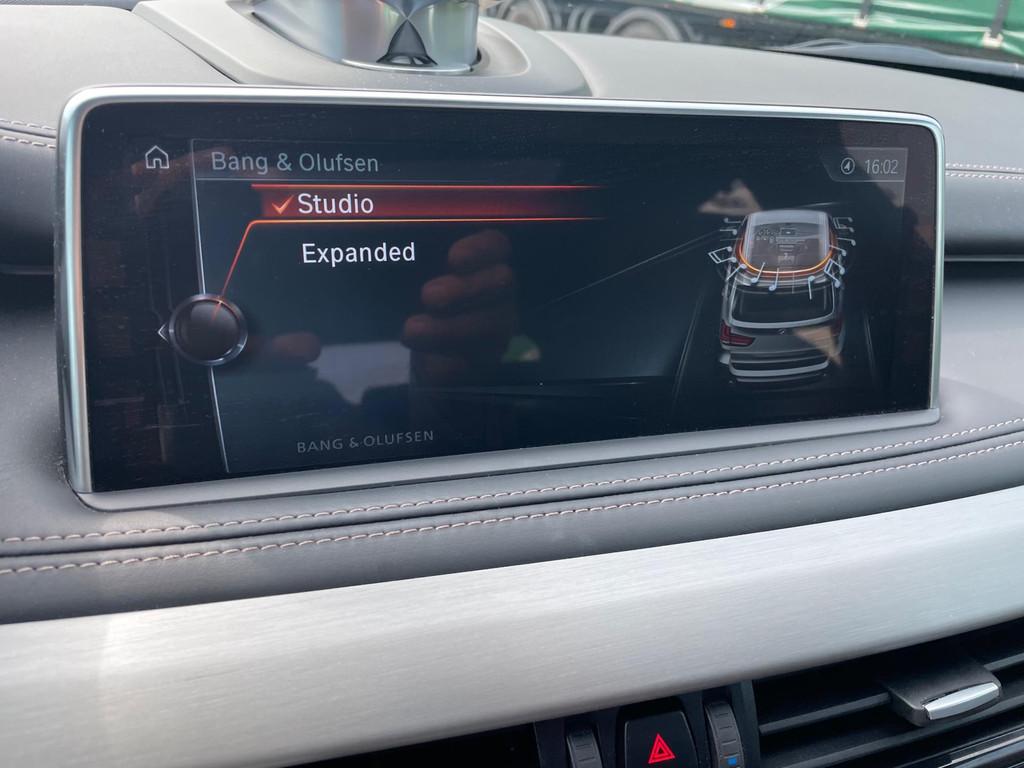 Bang & Olufsen
16:02
Studio
Expanded
BANG & OLUFSEN